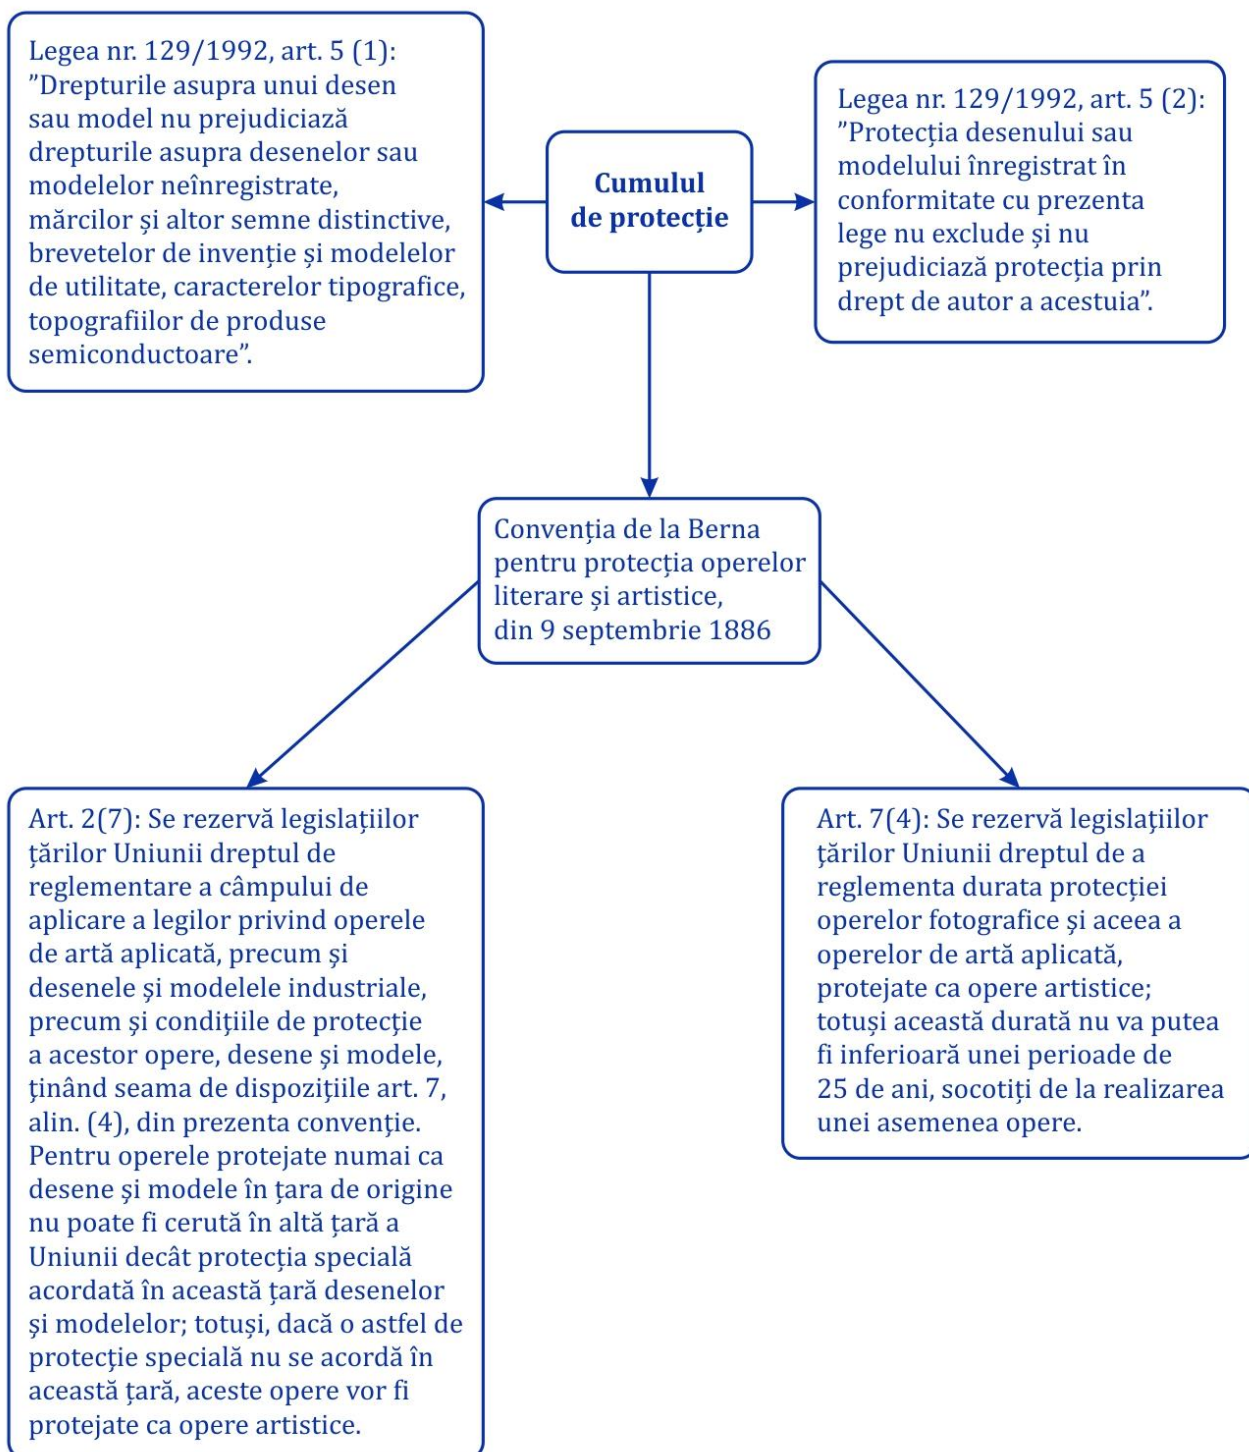 Legea nr. 129/1992, art. 5 (1):
”Drepturile asupra unui desen
sau model nu prejudiciază
drepturile asupra desenelor sau
modelelor neînregistrate,
mărcilor și altor semne distinctive,
brevetelor de invenție și modelelor
de utilitate, caracterelor tipografice,
topografiilor de produse
semiconductoare”.
Cumulul
de protecție
Legea nr. 129/1992, art. 5 (2):
”Protecția desenului sau
modelului înregistrat în
conformitate cu prezenta
lege nu exclude și nu
prejudiciază protecția prin
drept de autor a acestuia”.
Convenția de la Berna
pentru protecția operelor
literare și artistice,
din 9 septembrie 1886
Art. 2(7): Se rezervă legislațiilor
țărilor Uniunii dreptul de
reglementare a câmpului de
aplicare a legilor privind operele
de artă aplicată, precum și
desenele și modelele industriale,
precum și condițiile de protecție
a acestor opere, desene și modele,
ținând seama de dispozițiile art. 7,
alin. (4), din prezenta convenție.
Pentru operele protejate numai ca
desene și modele în țara de origine
nu poate fi cerută în altă țară a
Uniunii decât protecția specială
acordată în această țară desenelor
și modelelor; totuși, dacă o astfel de
protecție specială nu se acordă în
această țară, aceste opere vor fi
protejate ca opere artistice.
Art. 7(4): Se rezervă legislațiilor
țărilor Uniunii dreptul de a
reglementa durata protecției
operelor fotografice și aceea a
operelor de artă aplicată,
protejate ca opere artistice;
totuși această durată nu va putea
fi inferioară unei perioade de
25 de ani, socotiți de la realizarea
unei asemenea opere.